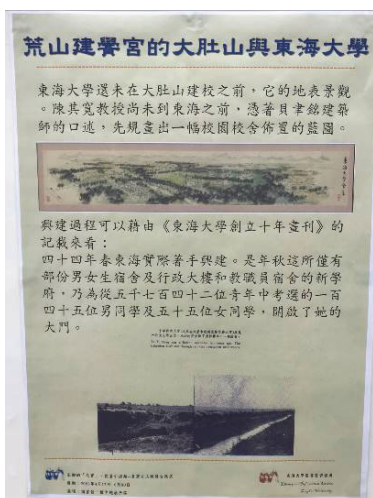 荒山建黌宮的大肚山與東海大學
東海大學還未在大肚山建校之前，它的地表景觀
。陳其寬教授尚未到東海之前，憑著貝聿銘建築
師的口述，先規畫出一幅校園校舍佈置的藍圖。
興建過程可以藉由《東海大學創立十年畫刊》的
記載來看：
四十四年春東海實際著手興建。是年秋這所僅有
部份男女生宿舍及行政大樓和教職員宿舍的新學
府，乃為從五千七百四十二位青年中考選的一百
四十五位男同學及五十五位女同學，開啟了她的
大門。